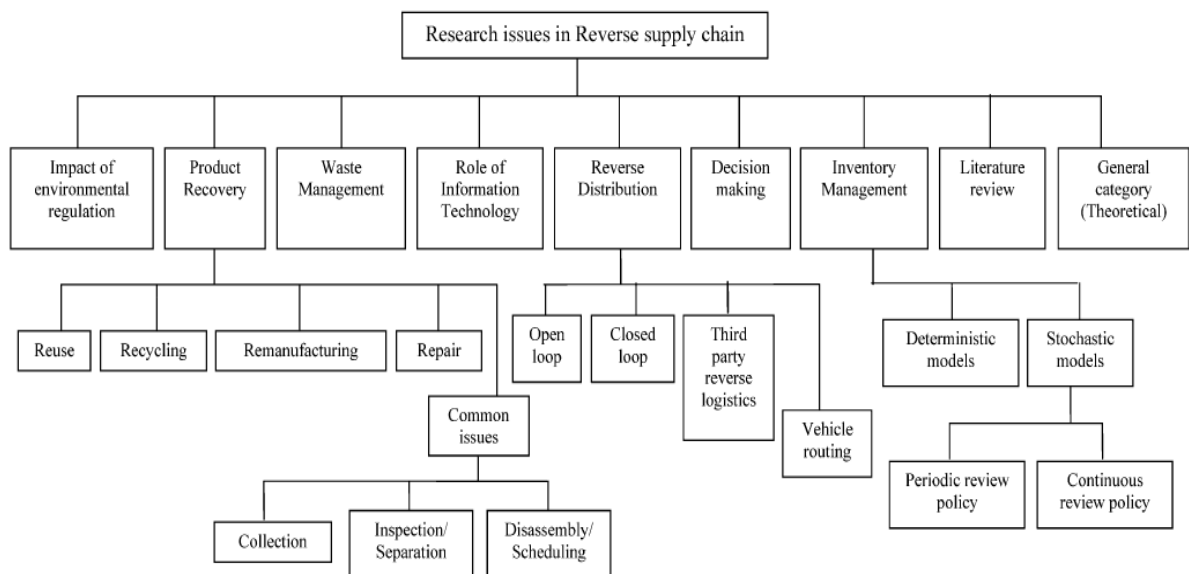 Research issues in Reverse supply chain
Impact of
environmental
regulation
Product
Recovery
Waste
Management
Role of
Information
Technology
Reverse
Distribution
Decision
making
Inventory
Management
Literature
review
General
category
(Theoretical)
Reuse
Recycling
Remanufacturing
Repair
Common
issues
Collection
Inspection/
Separation
Disassembly/
Scheduling
Open
loop
Closed
loop
Third
party
reverse
logistics
Vehicle
routing
Deterministic
models
Stochastic
models
Periodic review
policy
Continuous
review policy